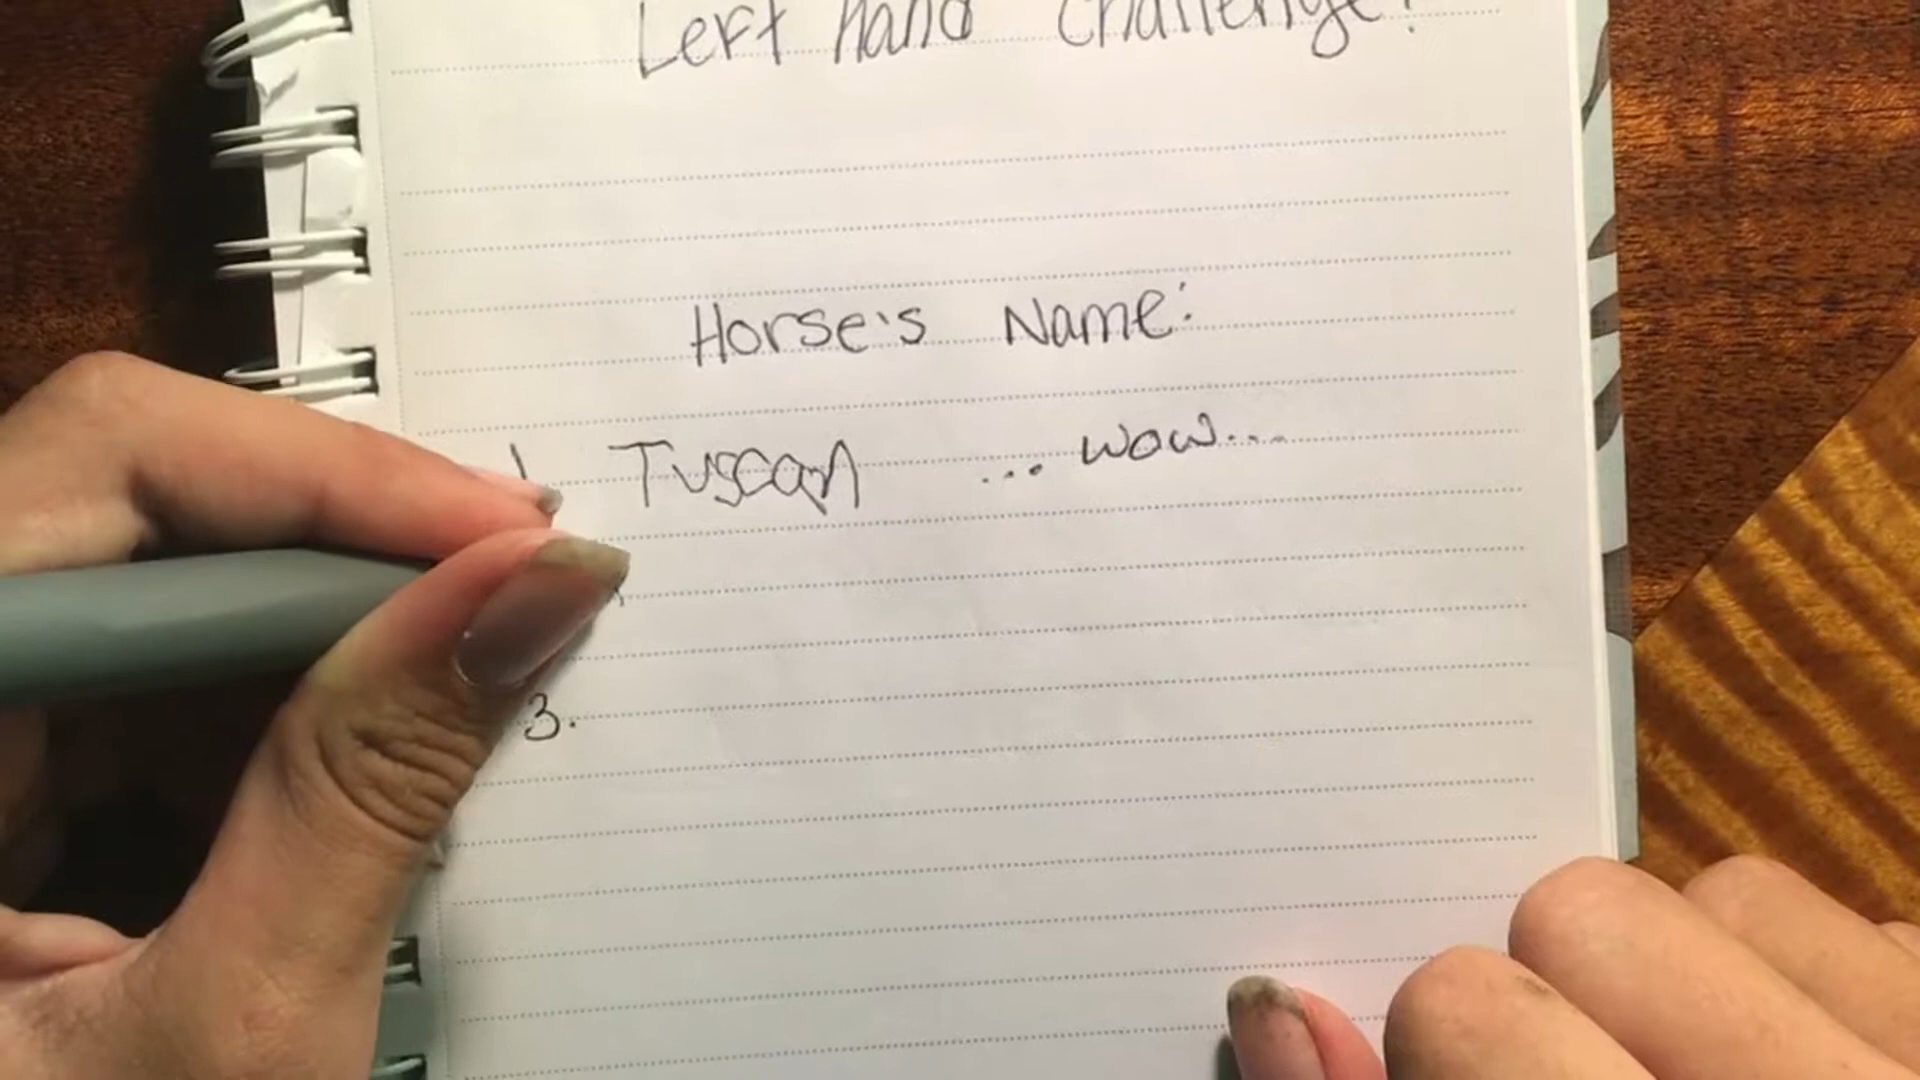 Left Hand Challenge!
Horse's Name:
1. Tuscan ... wow...
3.